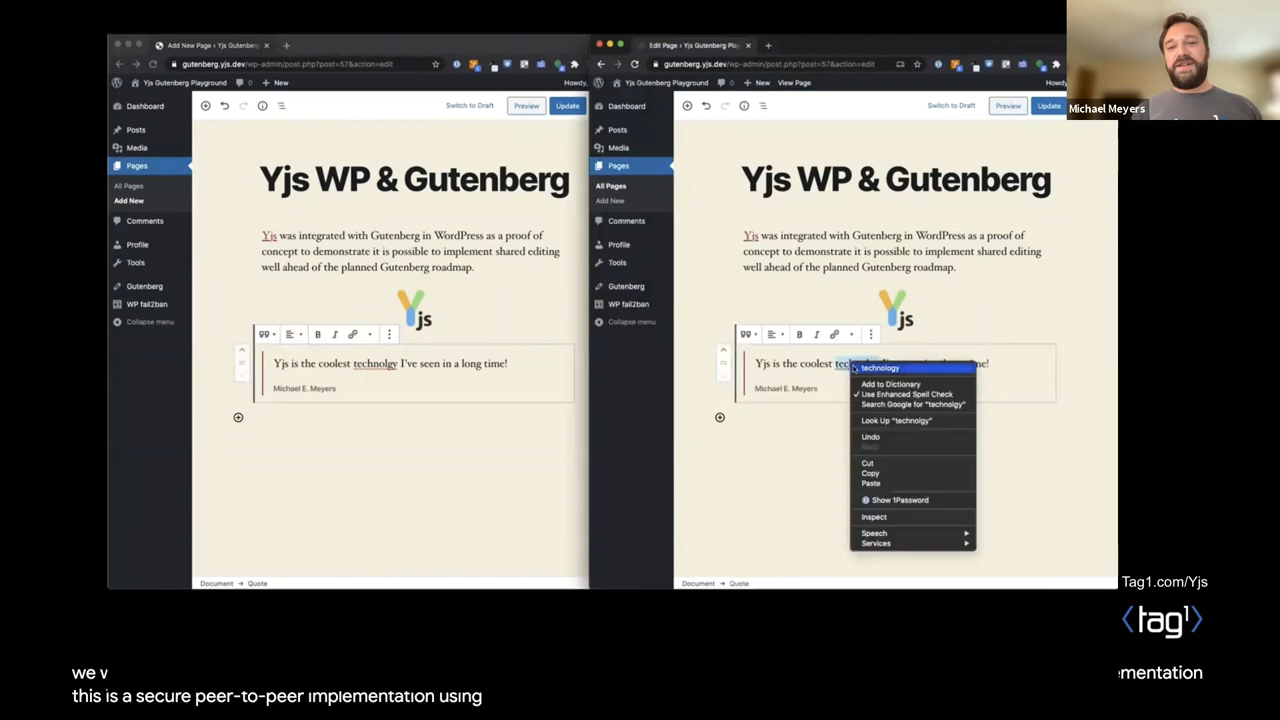 Add New Page ‹ Yjs Gutenberg
gutenberg.yjs.dev/wp-admin/post.php?post=57&action=edit
Yjs Gutenberg Playground
0
+ New
Howdy,
Dashboard
Posts
Media
Pages
All Pages
Add New
Comments
Profile
Tools
Gutenberg
WP fail2ban
Collapse menu
Switch to Draft
Preview
Update
Yjs WP & Gutenberg
Yjs was integrated with Gutenberg in WordPress as a proof of
concept to demonstrate it is possible to implement shared editing
well ahead of the planned Gutenberg roadmap.
Yjs
B I
Yjs is the coolest technolgy I've seen in a long time!
Michael E. Meyers
Document → Quote
Edit Page ‹ Yjs Gutenberg Pla
gutenberg.yjs.dev/wp-admin/post.php?post=57&action=edit
Yjs Gutenberg Playground
0
+ New
View Page
Howdy,
Dashboard
Posts
Media
Pages
All Pages
Add New
Comments
Profile
Tools
Gutenberg
WP fail2ban
Collapse menu
Switch to Draft
Preview
Update
Yjs WP & Gutenberg
Yjs was integrated with Gutenberg in WordPress as a proof of
concept to demonstrate it is possible to implement shared editing
well ahead of the planned Gutenberg roadmap.
Yjs
B I
Yjs is the coolest
Michael E. Meyers
technology
Add to Dictionary
✓ Use Enhanced Spell Check
Search Google for “technolgy”
Look Up “technolgy”
Undo
Cut
Copy
Paste
Show 1Password
Inspect
Speech
Services
Document → Quote
Michael Meyers
Tag1.com/Yjs
tag1
we
mentation
this is a secure peer-to-peer implementation using